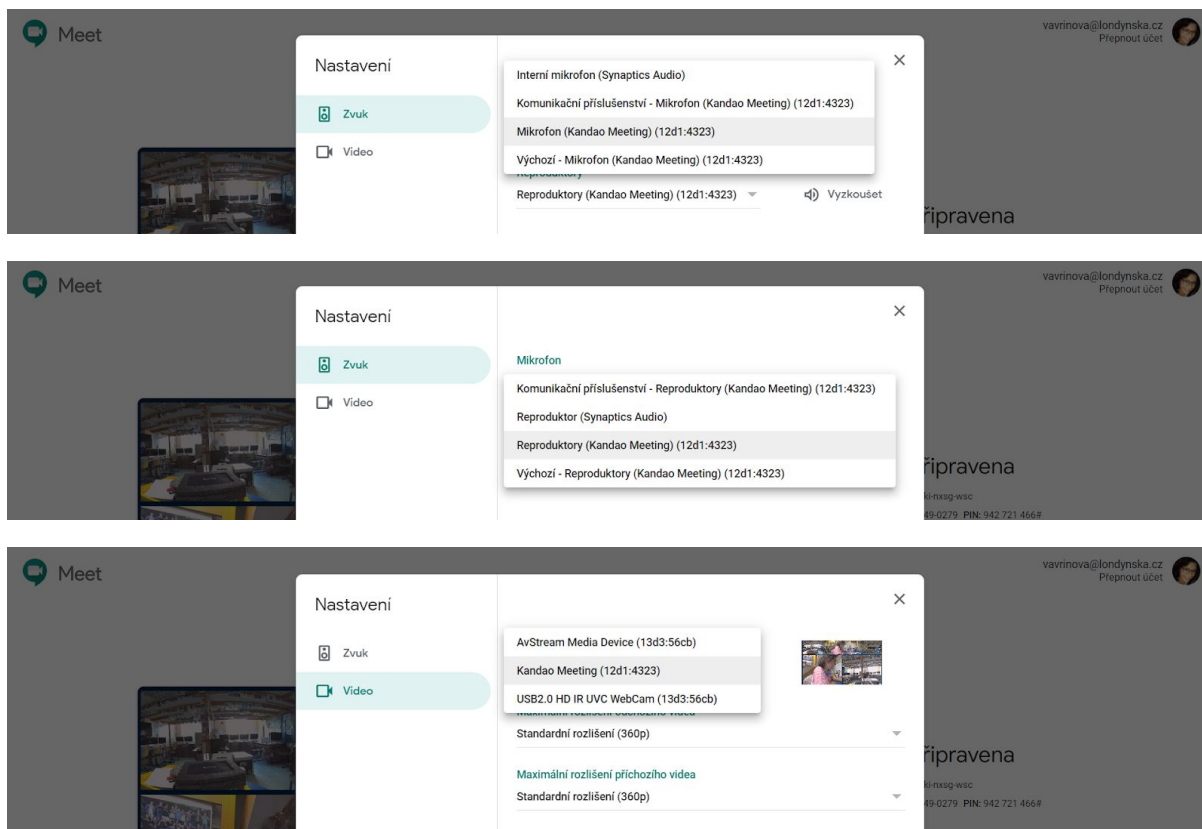 Meet
vavrinova@londynska.cz
Přepnout účet
Nastavení
Zvuk
Video
Interní mikrofon (Synaptics Audio)
Komunikační příslušenství - Mikrofon (Kandao Meeting) (12d1:4323)
Mikrofon (Kandao Meeting) (12d1:4323)
Výchozí - Mikrofon (Kandao Meeting) (12d1:4323)
Reproduktory
Reproduktory (Kandao Meeting) (12d1:4323)
Vyzkoušet
řipravena
Meet
vavrinova@londynska.cz
Přepnout účet
Nastavení
Zvuk
Video
Mikrofon
Komunikační příslušenství - Reproduktory (Kandao Meeting) (12d1:4323)
Reproduktor (Synaptics Audio)
Reproduktory (Kandao Meeting) (12d1:4323)
Výchozí - Reproduktory (Kandao Meeting) (12d1:4323)
řipravena
ki-nxsg-wsc
49-0279 PIN: 942 721 466#
Meet
vavrinova@londynska.cz
Přepnout účet
Nastavení
Zvuk
Video
AvStream Media Device (13d3:56cb)
Kandao Meeting (12d1:4323)
USB2.0 HD IR UVC WebCam (13d3:56cb)
Maximální rozlišení odchozího videa
Standardní rozlišení (360p)
Maximální rozlišení příchozího videa
Standardní rozlišení (360p)
řipravena
ki-nxsg-wsc
49-0279 PIN: 942 721 466#